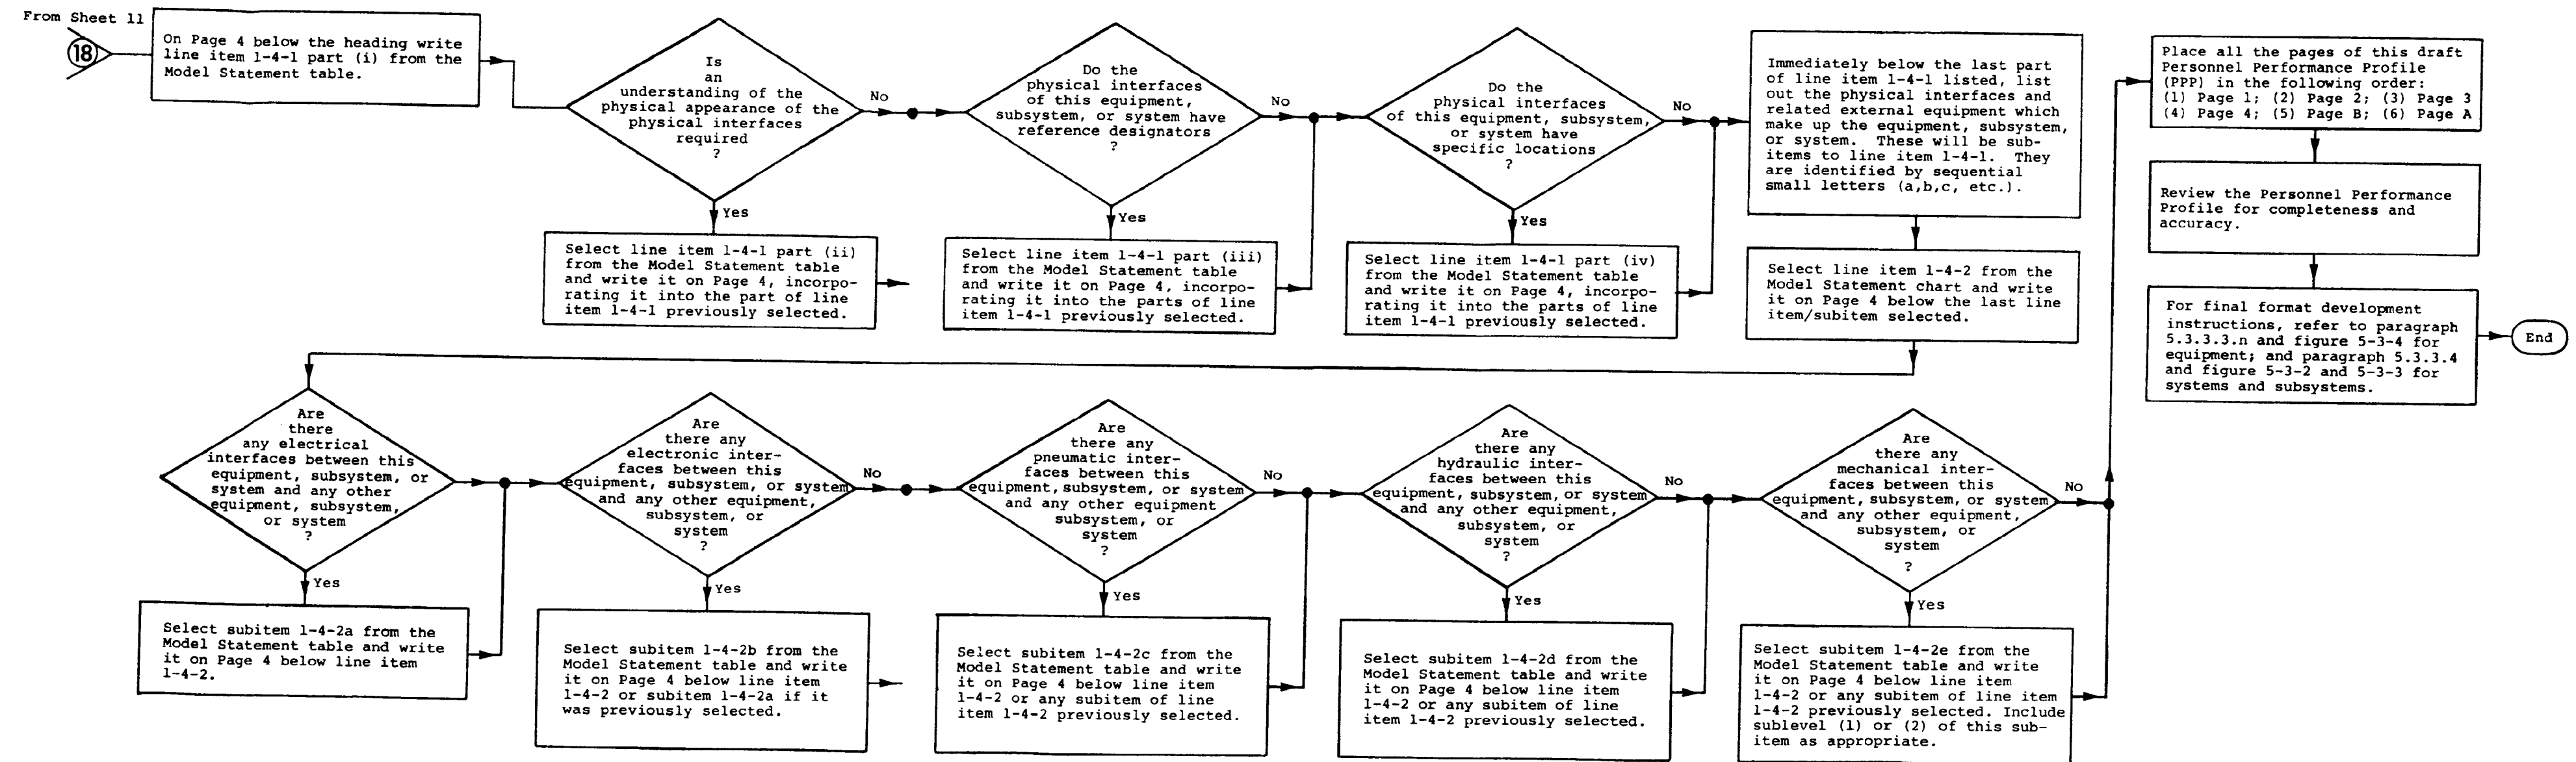 From Sheet 11
18
On Page 4 below the heading write
line item 1-4-1 part (i) from the
Model Statement table.
Is
an
understanding of the
physical appearance of the
physical interfaces
required
?
No
Yes
Select line item 1-4-1 part (ii)
from the Model Statement table
and write it on Page 4, incorpo-
rating it into the part of line
item 1-4-1 previously selected.
Do the
physical interfaces
of this equipment,
subsystem, or system have
reference designators
?
No
Yes
Select line item 1-4-1 part (iii)
from the Model Statement table
and write it on Page 4, incorpo-
rating it into the parts of line
item 1-4-1 previously selected.
Do the
physical interfaces
of this equipment, subsystem,
or system have
specific locations
?
No
Yes
Select line item 1-4-1 part (iv)
from the Model Statement table
and write it on Page 4, incorpo-
rating it into the parts of line
item 1-4-1 previously selected.
Immediately below the last part
of line item 1-4-1 listed, list
out the physical interfaces and
related external equipment which
make up the equipment, subsystem,
or system. These will be sub-
items to line item 1-4-1. They
are identified by sequential
small letters (a,b,c, etc.).
Select line item 1-4-2 from the
Model Statement chart and write
it on Page 4 below the last line
item/subitem selected.
Are
there
any electrical
interfaces between this
equipment, subsystem, or
system and any other
equipment, subsystem,
or system
?
Yes
Select subitem 1-4-2a from the
Model Statement table and write
it on Page 4 below line item
1-4-2.
Are
there any
electronic inter-
faces between this
equipment, subsystem, or system
and any other equipment,
subsystem, or
system
?
No
Yes
Select subitem 1-4-2b from the
Model Statement table and write
it on Page 4 below line item
1-4-2 or subitem 1-4-2a if it
was previously selected.
Are
there any
pneumatic inter-
faces between this
equipment, subsystem, or system
and any other equipment
subsystem, or
system
?
No
Yes
Select subitem 1-4-2c from the
Model Statement table and write
it on Page 4 below line item
1-4-2 or any subitem of line
item 1-4-2 previously selected.
Are
there any
hydraulic inter-
faces between this
equipment, subsystem, or system
and any other equipment,
subsystem, or
system
?
No
Yes
Select subitem 1-4-2d from the
Model Statement table and write
it on Page 4 below line item
1-4-2 or any subitem of line
item 1-4-2 previously selected.
Are
there any
mechanical inter-
faces between this
equipment, subsystem, or system
and any other equipment,
subsystem, or
system
?
No
Yes
Select subitem 1-4-2e from the
Model Statement table and write
it on Page 4 below line item
1-4-2 or any subitem of line item
1-4-2 previously selected. Include
sublevel (1) or (2) of this sub-
item as appropriate.
Place all the pages of this draft
Personnel Performance Profile
(PPP) in the following order:
(1) Page 1; (2) Page 2; (3) Page 3
(4) Page 4; (5) Page B; (6) Page A
Review the Personnel Performance
Profile for completeness and
accuracy.
For final format development
instructions, refer to paragraph
5.3.3.3.n and figure 5-3-4 for
equipment; and paragraph 5.3.3.4
and figure 5-3-2 and 5-3-3 for
systems and subsystems.
End